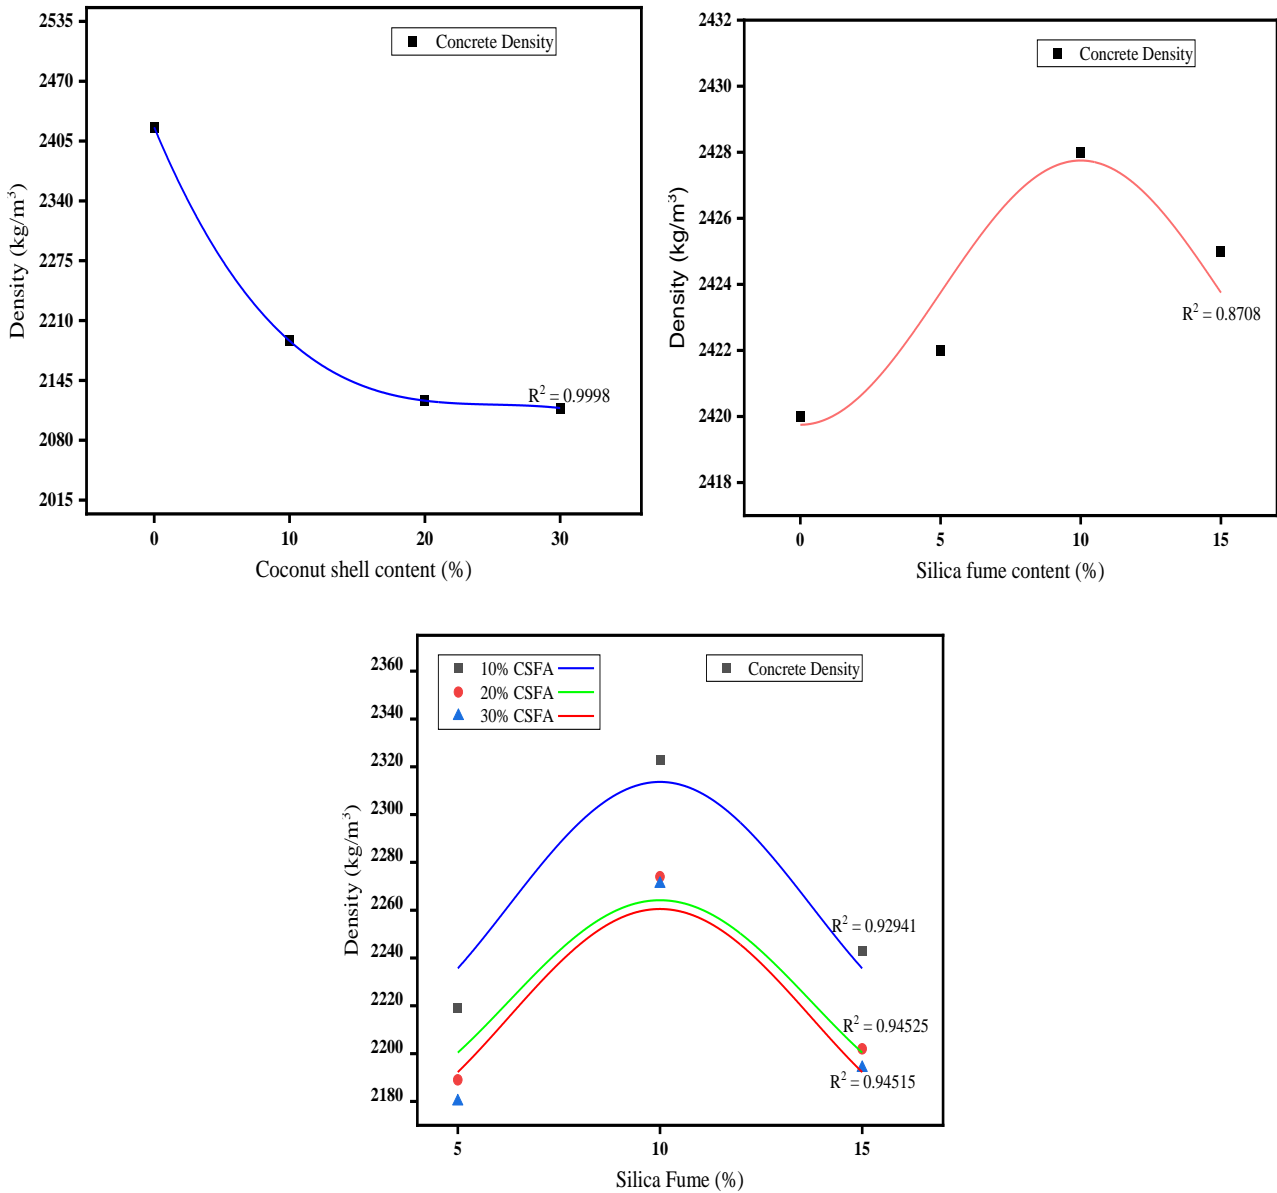 2535
2470
2405
2340
2275
2210
2145
2080
2015
Density (kg/m³)
Concrete Density
R² = 0.9998
0 10 20 30
Coconut shell content (%)
2432
2430
2428
2426
2424
2422
2420
2418
Density (kg/m³)
Concrete Density
R² = 0.8708
0 5 10 15
Silica fume content (%)
2360
2340
2320
2300
2280
2260
2240
2220
2200
2180
Density (kg/m³)
10% CSFA
20% CSFA
30% CSFA
Concrete Density
R² = 0.92941
R² = 0.94525
R² = 0.94515
5 10 15
Silica Fume (%)